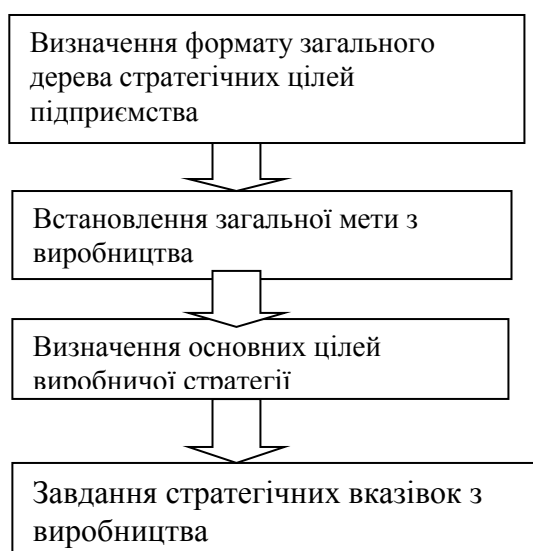 Визначення формату загального
дерева стратегічних цілей
підприємства
Встановлення загальної мети з
виробництва
Визначення основних цілей
виробничої стратегії
Завдання стратегічних вказівок з
виробництва